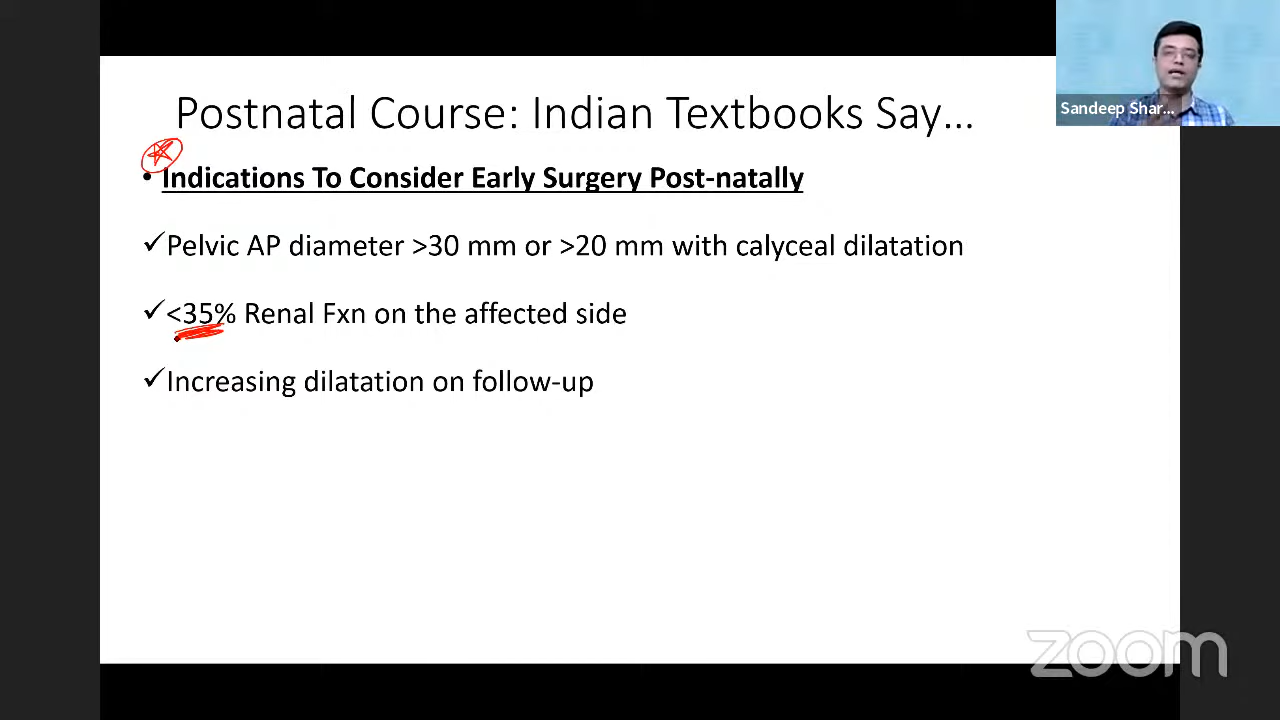 Postnatal Course: Indian Textbooks Say...
Sandeep Shar...
• Indications To Consider Early Surgery Post-natally
✓Pelvic AP diameter >30 mm or >20 mm with calyceal dilatation
✓<35% Renal Fxn on the affected side
✓Increasing dilatation on follow-up
zoom